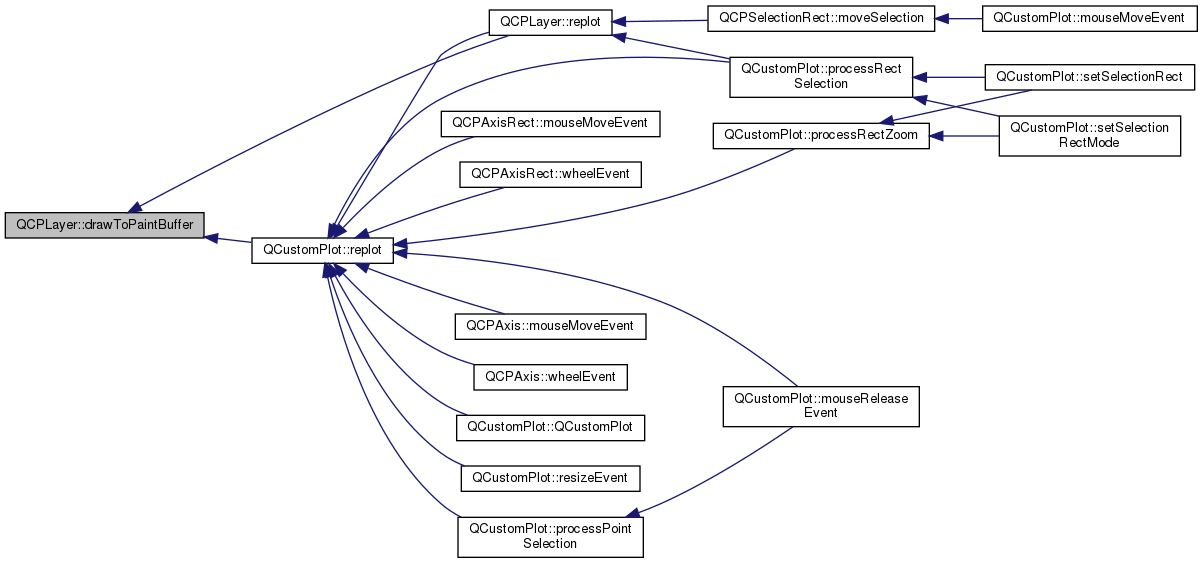 QCPLayer::replot
QCPSelectionRect::moveSelection
QCustomPlot::mouseMoveEvent
QCustomPlot::processRect
Selection
QCustomPlot::setSelectionRect
QCPAxisRect::mouseMoveEvent
QCustomPlot::processRectZoom
QCustomPlot::setSelection
RectMode
QCPAxisRect::wheelEvent
QCPLayer::drawToPaintBuffer
QCustomPlot::replot
QCPAxis::mouseMoveEvent
QCPAxis::wheelEvent
QCustomPlot::mouseRelease
Event
QCustomPlot::QCustomPlot
QCustomPlot::resizeEvent
QCustomPlot::processPoint
Selection